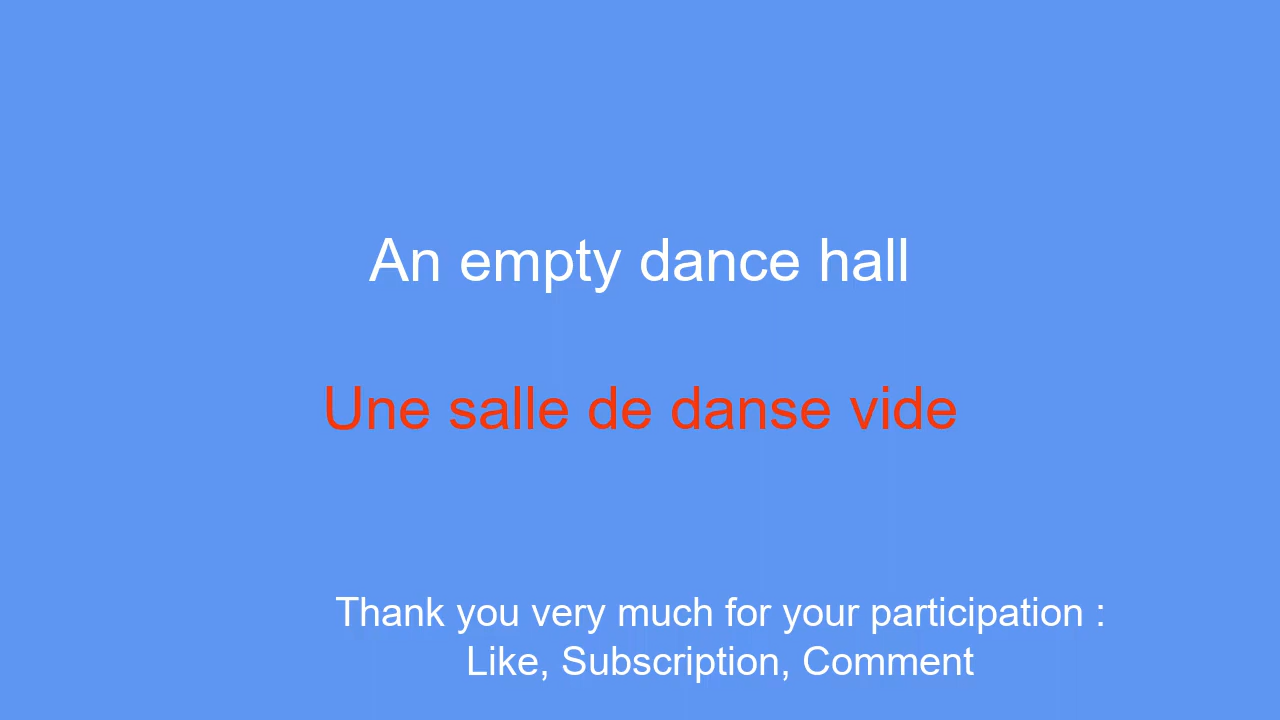 An empty dance hall
Une salle de danse vide
Thank you very much for your participation :
Like, Subscription, Comment